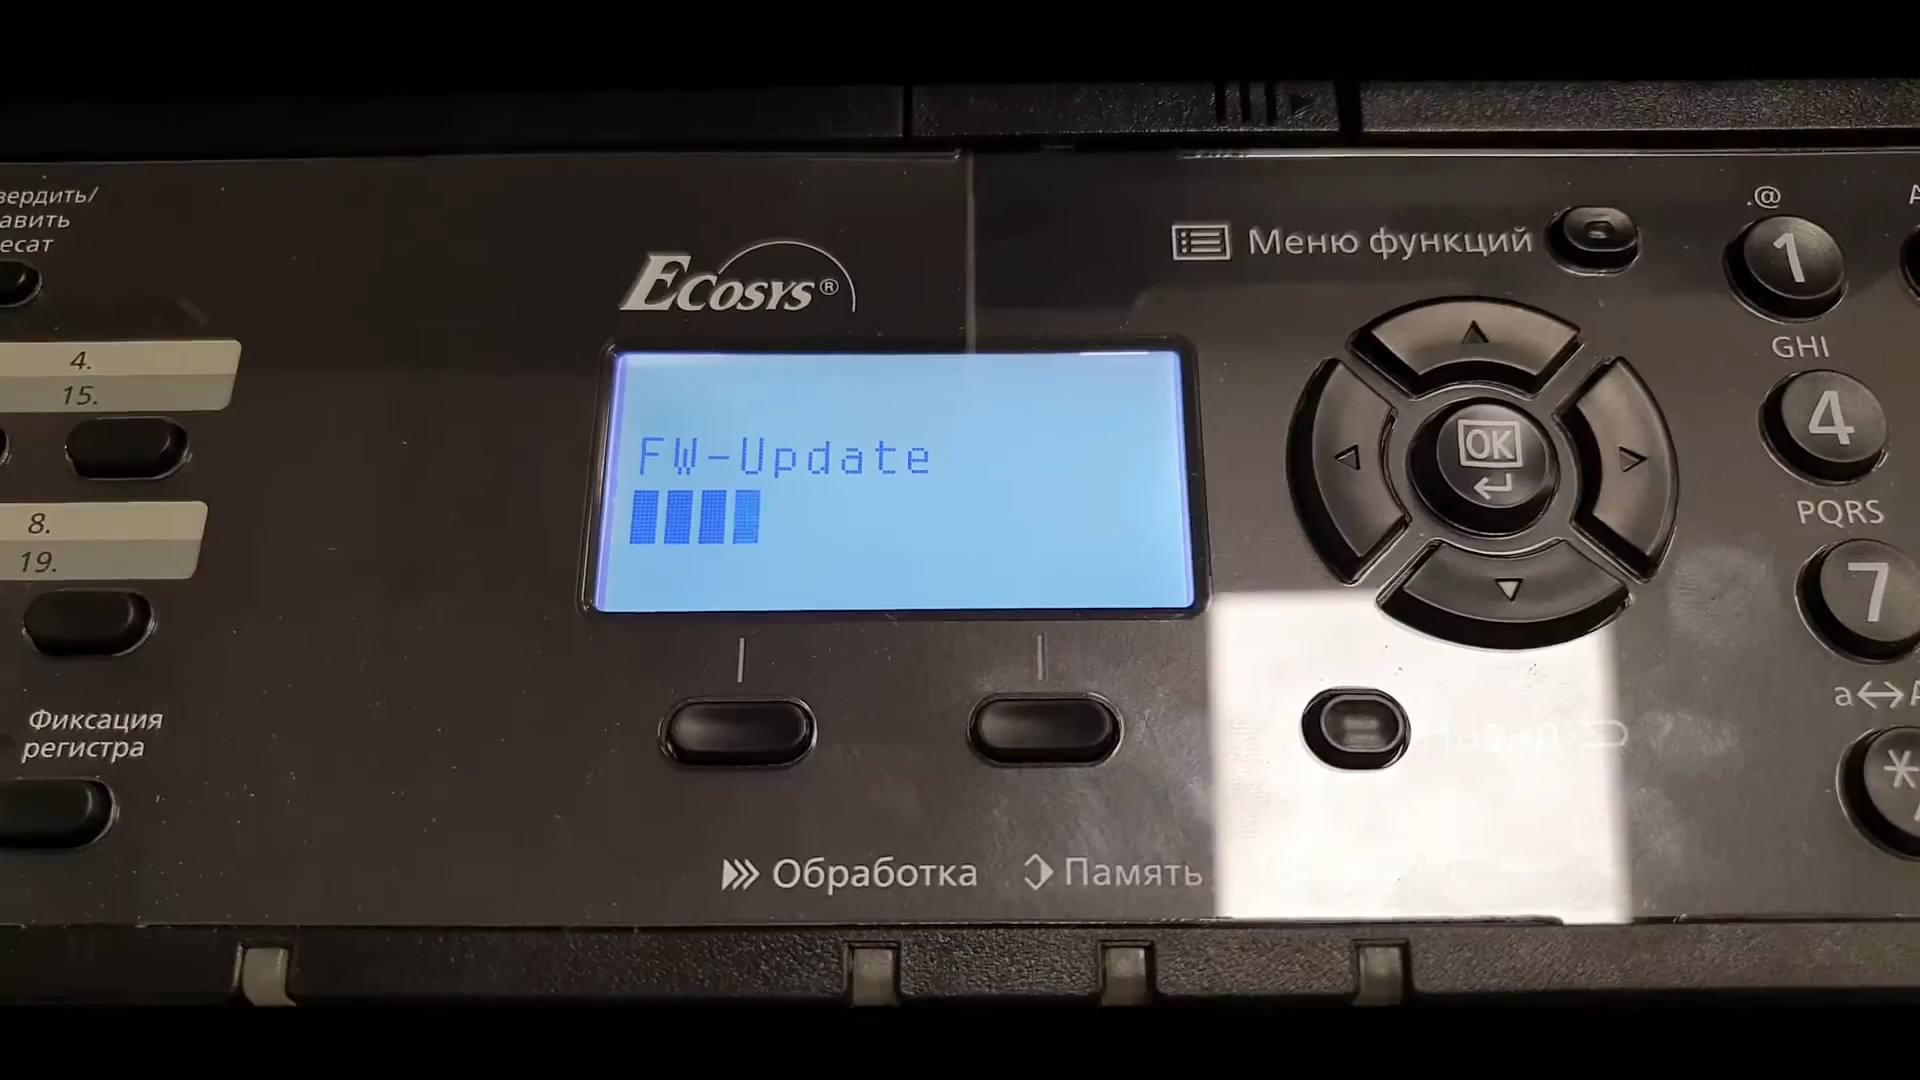 вердить/
авить
есат
4.
15.
8.
19.
Фиксация
регистра
ECOSYS®
FW-Update
Обработка
Память
Меню функций
OK
Назад
.@
1
GHI
4
PQRS
7
a↔A
*